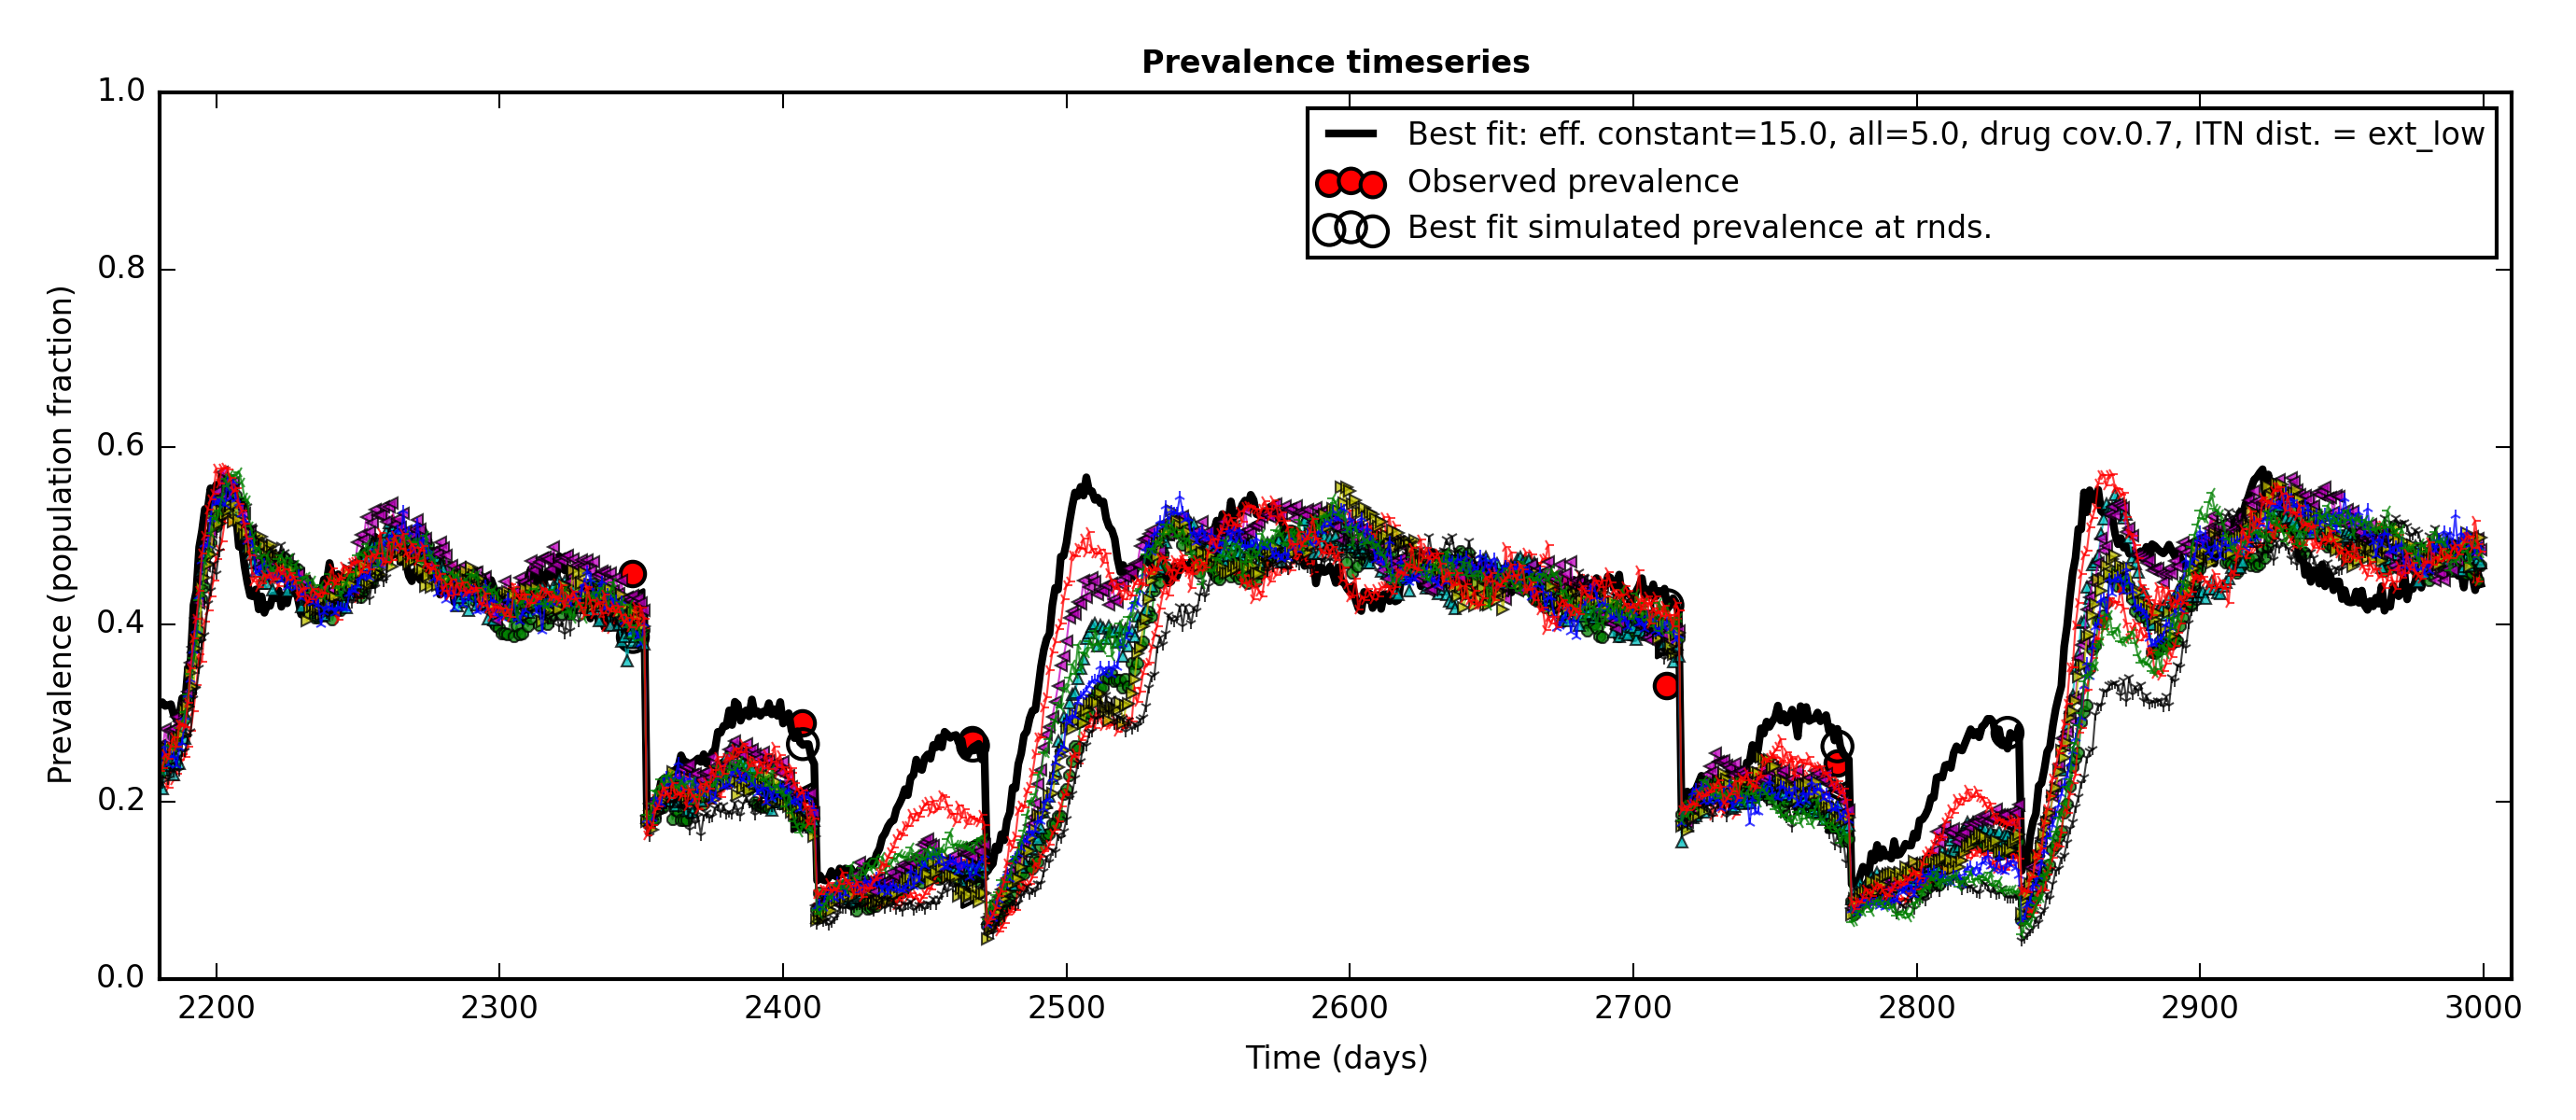 Prevalence timeseries
Best fit: eff. constant=15.0, all=5.0, drug cov.0.7, ITN dist. = ext_low
Observed prevalence
Best fit simulated prevalence at rnds.
Prevalence (population fraction)
1.0
0.8
0.6
0.4
0.2
0.0
2200 2300 2400 2500 2600 2700 2800 2900 3000
Time (days)